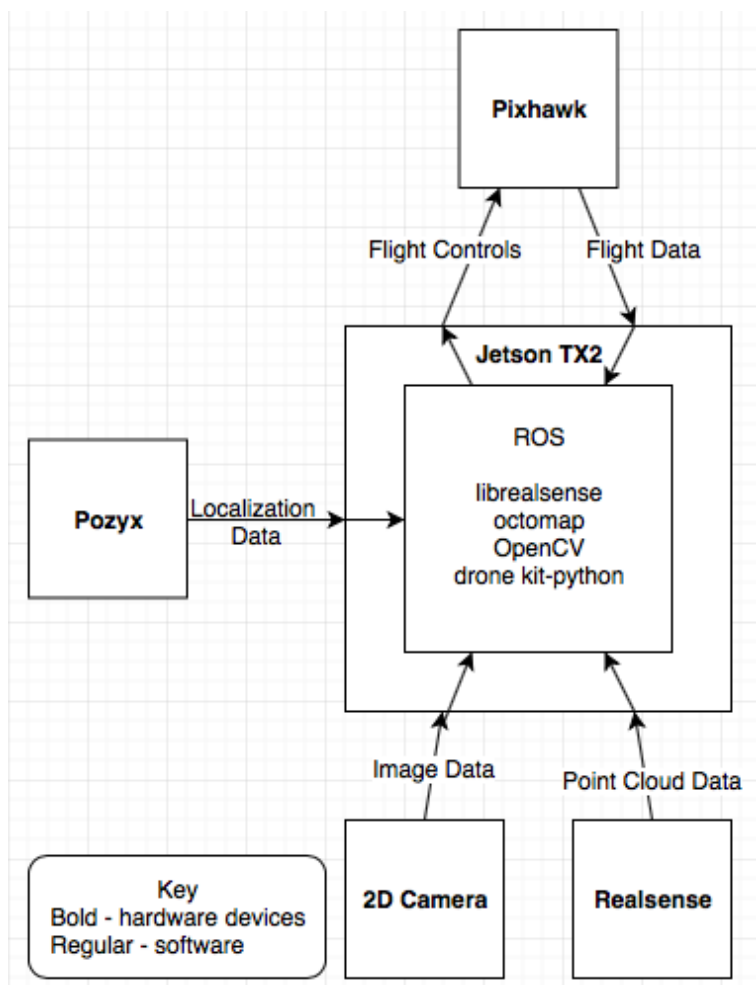 Pixhawk
Flight Controls
Flight Data
Jetson TX2
ROS
librealsense
octomap
OpenCV
drone kit-python
Pozyx
Localization
Data
Image Data
Point Cloud Data
2D Camera
Realsense
Key
Bold - hardware devices
Regular - software